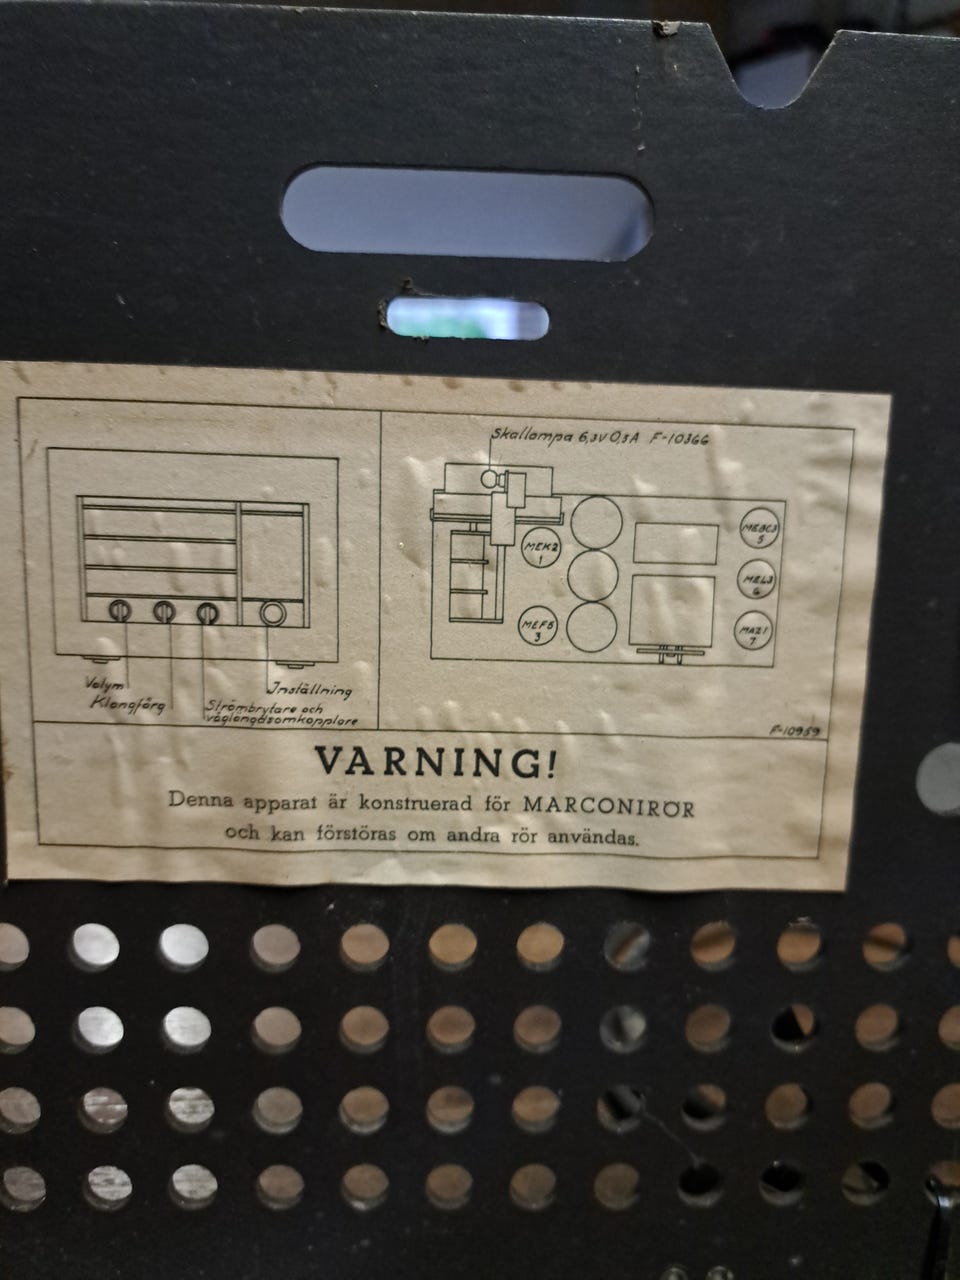 Volym
Klangfärg
Strömbrytare och
våglängdsomkopplare
Inställning
Skallampa 6,3V 0,3A F-10366
MEK2
1
MEF5
3
MEBC3
5
MEL3
6
MAZ1
7
F-10959
VARNING!
Denna apparat är konstruerad för MARCONIRÖR
och kan förstöras om andra rör användas.